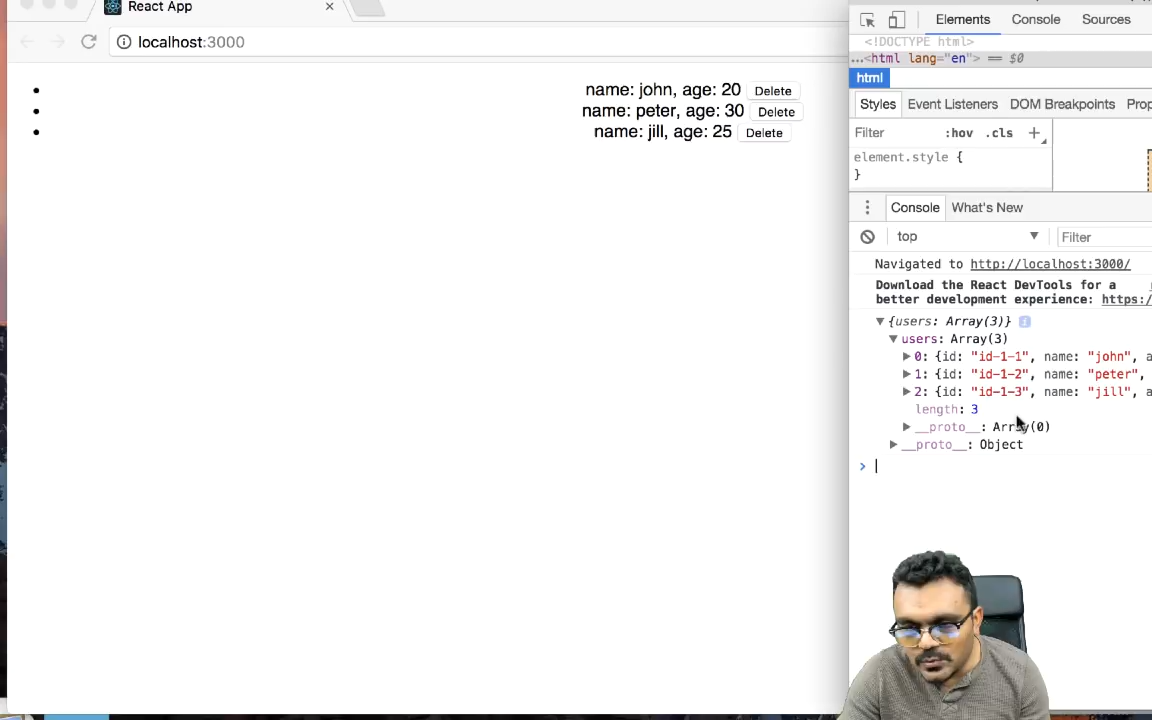 React App
localhost:3000
name: john, age: 20 Delete
name: peter, age: 30 Delete
name: jill, age: 25 Delete
Elements Console Sources
<!DOCTYPE html>
…<html lang="en"> == $0
html
Styles Event Listeners DOM Breakpoints Prop
Filter :hov .cls +
element.style {
}
Console What's New
top Filter
Navigated to http://localhost:3000/
Download the React DevTools for a
better development experience: https:/
{users: Array(3)}
users: Array(3)
0: {id: "id-1-1", name: "john", a
1: {id: "id-1-2", name: "peter",
2: {id: "id-1-3", name: "jill", a
length: 3
__proto__: Array(0)
__proto__: Object